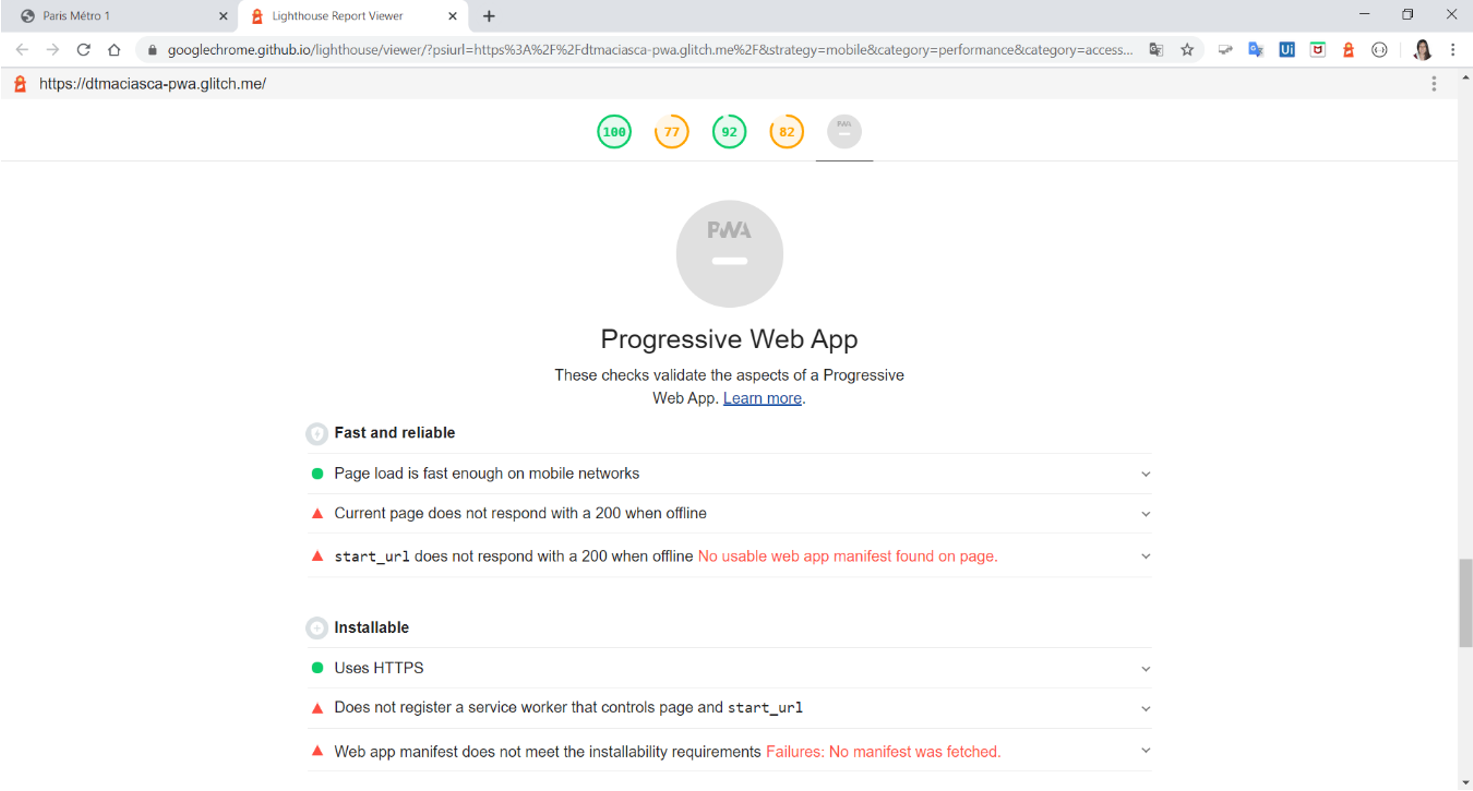 Paris Métro 1
Lighthouse Report Viewer
googlechrome.github.io/lighthouse/viewer/?psiurl=https%3A%2F%2Fdtmaciasca-pwa.glitch.me%2F&strategy=mobile&category=performance&category=access...
https://dtmaciasca-pwa.glitch.me/
100 77 92 82 PWA
PWA
Progressive Web App
These checks validate the aspects of a Progressive
Web App. Learn more.
Fast and reliable
Page load is fast enough on mobile networks
Current page does not respond with a 200 when offline
start_url does not respond with a 200 when offline No usable web app manifest found on page.
Installable
Uses HTTPS
Does not register a service worker that controls page and start_url
Web app manifest does not meet the installability requirements Failures: No manifest was fetched.